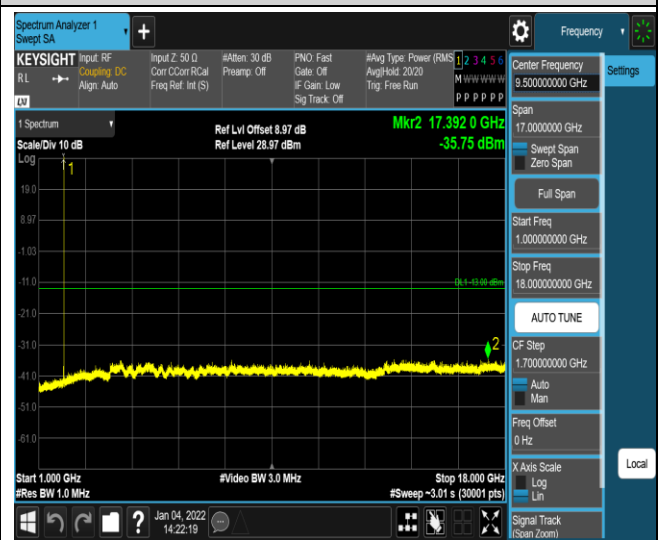 Spectrum Analyzer 1
Swept SA
+
Frequency
KEYSIGHT
RL
LXI
Input: RF
Coupling: DC
Align: Auto
Input Z: 50 Ω
Corr CCorr RCal
Freq Ref: Int (S)
#Atten: 30 dB
Preamp: Off
PNO: Fast
Gate: Off
IF Gain: Low
Sig Track: Off
#Avg Type: Power (RMS
Avg|Hold: 20/20
Trig: Free Run
1 2 3 4 5 6
M W W W W W
P P P P P P
1 Spectrum
Scale/Div 10 dB
Log
Ref Lvl Offset 8.97 dB
Ref Level 28.97 dBm
Mkr2 17.392 0 GHz
-35.75 dBm
1
19.0
8.97
-1.03
-11.0
DL1 -13.00 dBm
-21.0
-31.0
2
-41.0
-51.0
-61.0
Start 1.000 GHz
#Res BW 1.0 MHz
#Video BW 3.0 MHz
Stop 18.000 GHz
#Sweep ~3.01 s (30001 pts)
Center Frequency
9.500000000 GHz
Settings
Span
17.0000000 GHz
Swept Span
Zero Span
Full Span
Start Freq
1.000000000 GHz
Stop Freq
18.000000000 GHz
AUTO TUNE
CF Step
1.700000000 GHz
Auto
Man
Freq Offset
0 Hz
X Axis Scale
Log
Lin
Local
Signal Track
(Span Zoom)
?
Jan 04, 2022
14:22:19